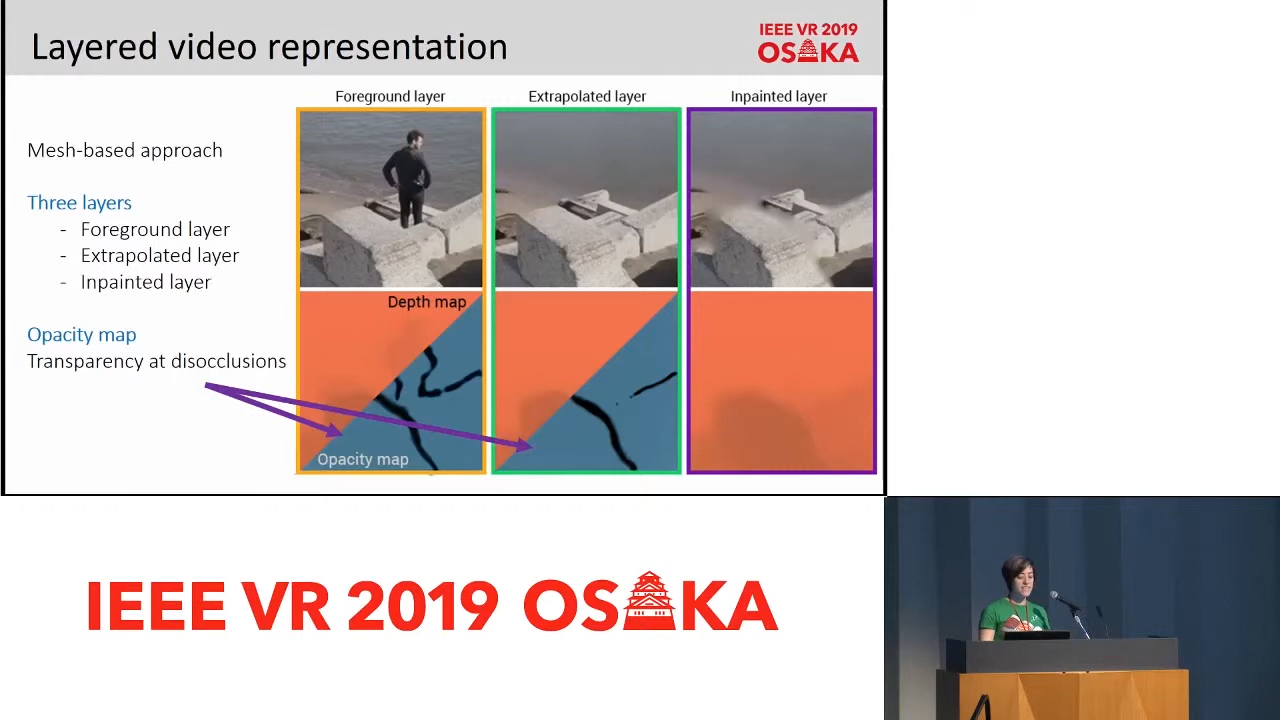 Layered video representation
IEEE VR 2019
OSAKA
Foreground layer
Extrapolated layer
Inpainted layer
Mesh-based approach
Three layers
- Foreground layer
- Extrapolated layer
- Inpainted layer
Opacity map
Transparency at disocclusions
Depth map
Opacity map
IEEE VR 2019 OSAKA